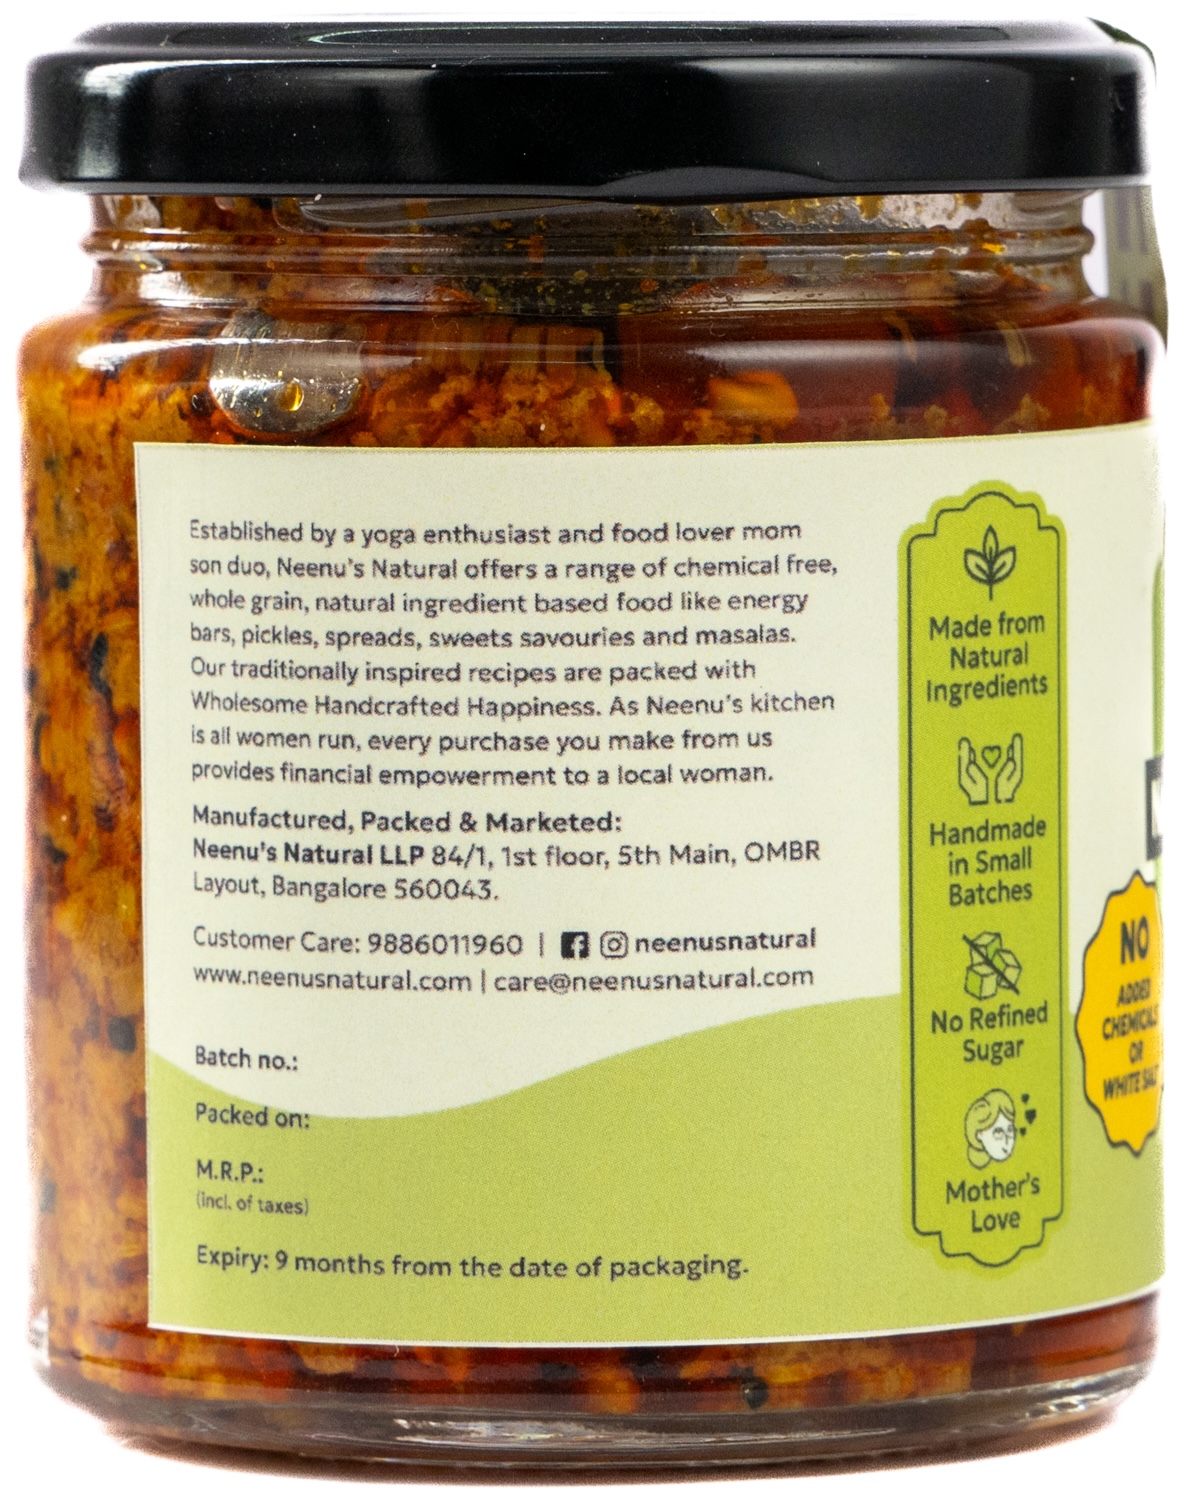 Established by a yoga enthusiast and food lover mom
son duo, Neenu's Natural offers a range of chemical free,
whole grain, natural ingredient based food like energy
bars, pickles, spreads, sweets savouries and masalas.
Our traditionally inspired recipes are packed with
Wholesome Handcrafted Happiness. As Neenu's kitchen
is all women run, every purchase you make from us
provides financial empowerment to a local woman.
Manufactured, Packed & Marketed:
Neenu's Natural LLP 84/1, 1st floor, 5th Main, OMBR
Layout, Bangalore 560043.
Customer Care: 9886011960 | neenusnatural
www.neenusnatural.com | care@neenusnatural.com
Batch no.:
Packed on:
M.R.P.:
(incl. of taxes)
Expiry: 9 months from the date of packaging.
Made from
Natural
Ingredients
Handmade
in Small
Batches
No Refined
Sugar
Mother's
Love
NO
ADDED
CHEMICALS
OR
WHITE SALT